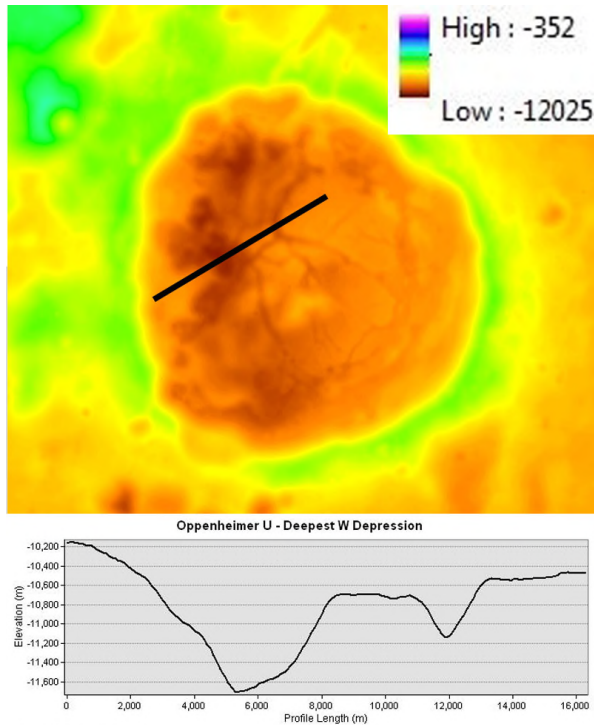 High : -352
Low : -12025
Oppenheimer U - Deepest W Depression
Elevation (m)
-10,200
-10,400
-10,600
-10,800
-11,000
-11,200
-11,400
-11,600
0 2,000 4,000 6,000 8,000 10,000 12,000 14,000 16,000
Profile Length (m)